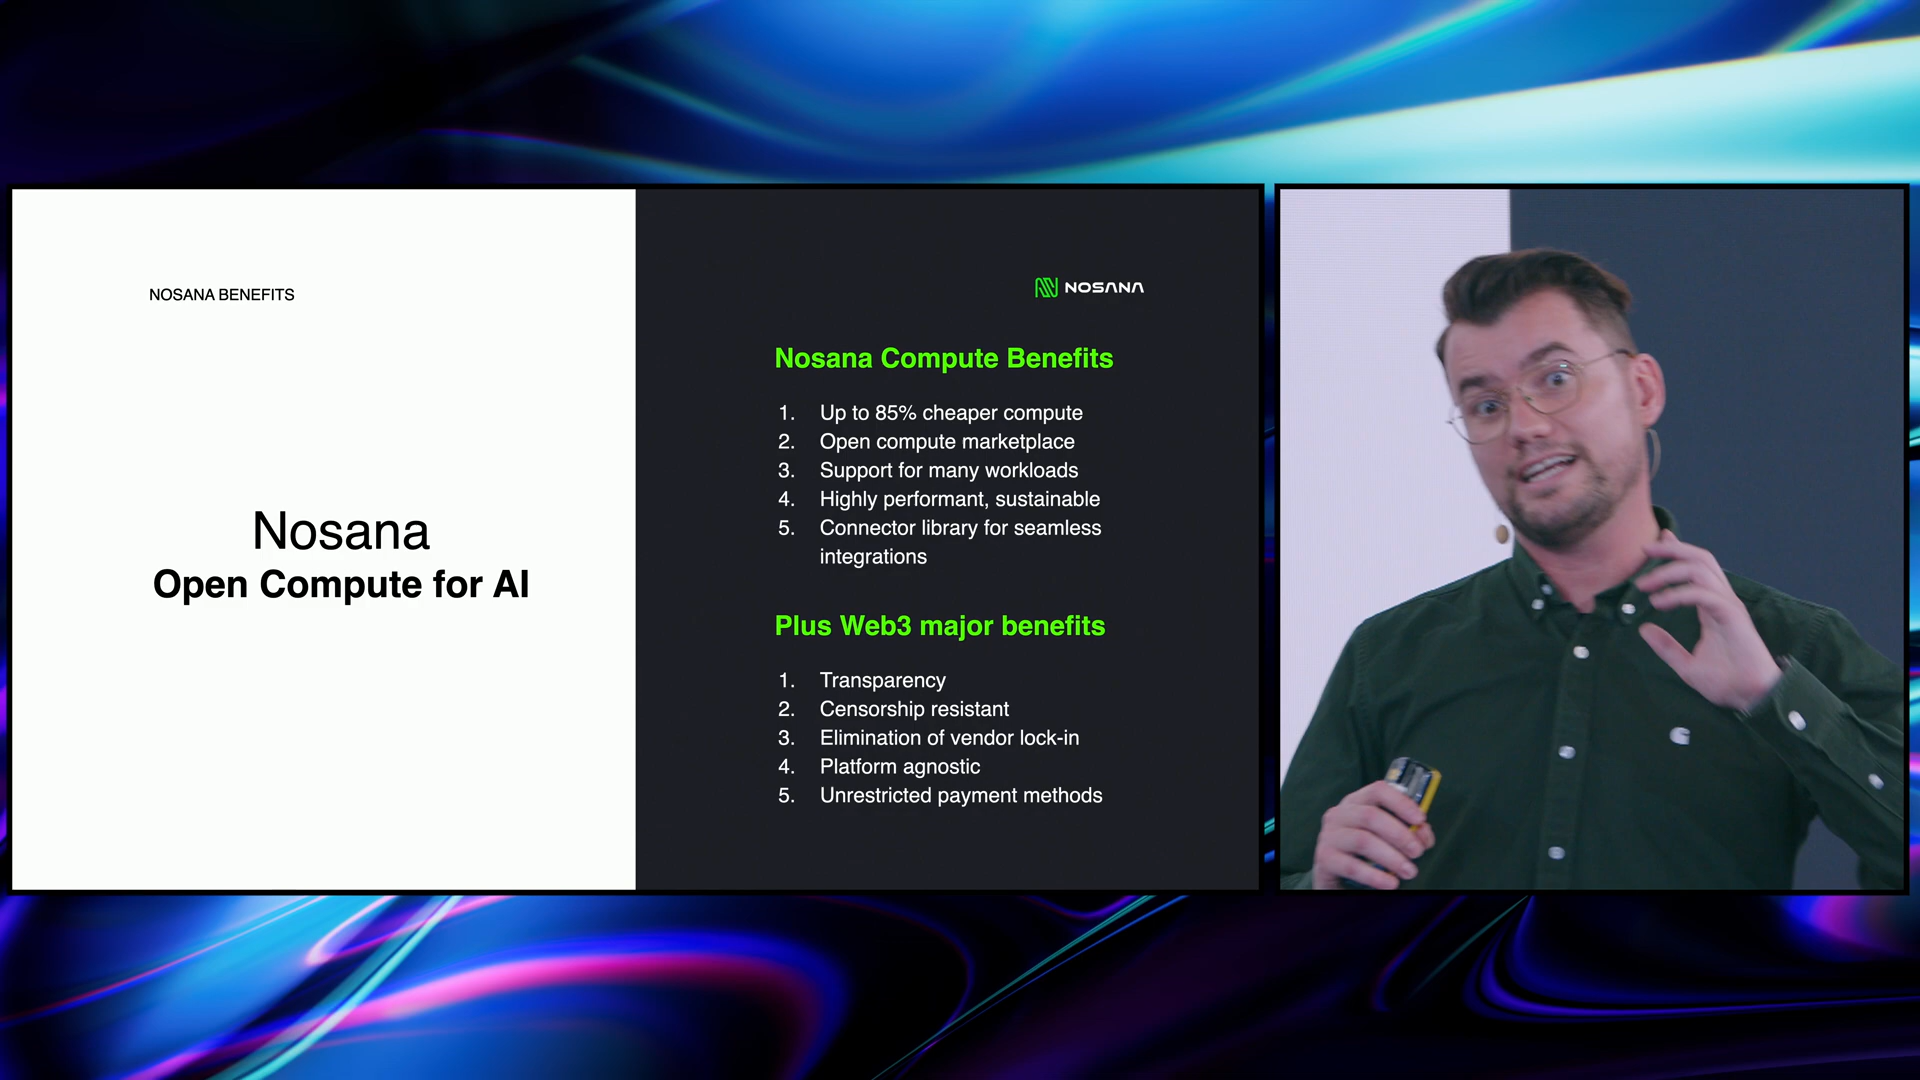 NOSANA BENEFITS
Nosana
Open Compute for AI
NOSANA
Nosana Compute Benefits
1. Up to 85% cheaper compute
2. Open compute marketplace
3. Support for many workloads
4. Highly performant, sustainable
5. Connector library for seamless
integrations
Plus Web3 major benefits
1. Transparency
2. Censorship resistant
3. Elimination of vendor lock-in
4. Platform agnostic
5. Unrestricted payment methods